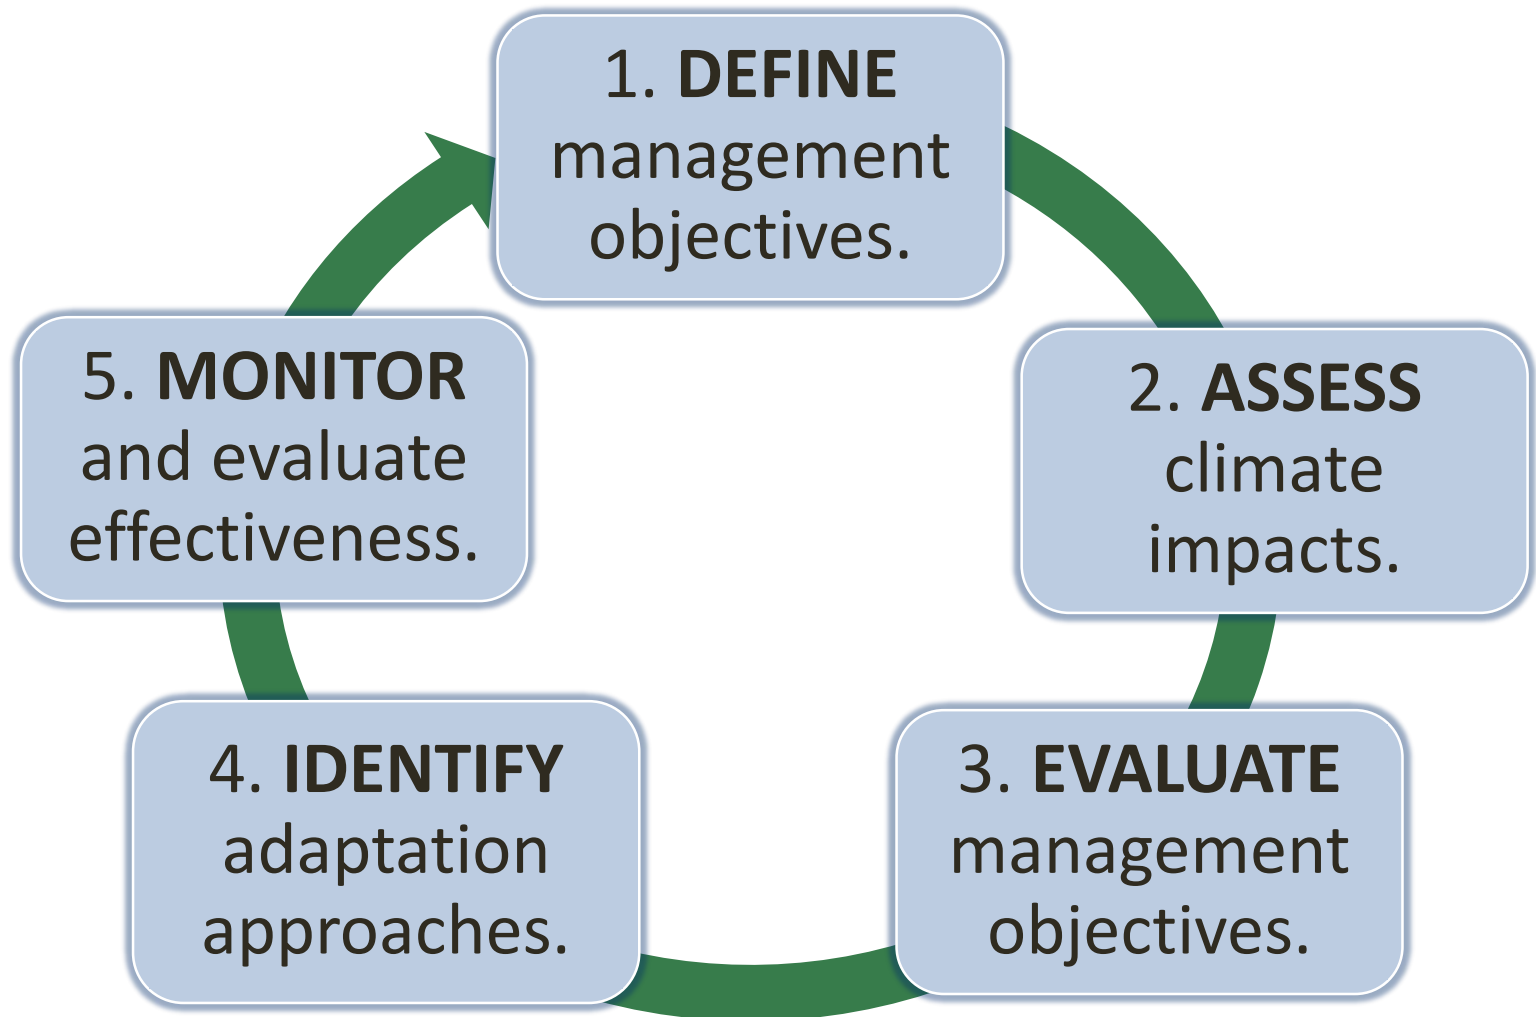 1. DEFINE
management
objectives.
2. ASSESS
climate
impacts.
3. EVALUATE
management
objectives.
4. IDENTIFY
adaptation
approaches.
5. MONITOR
and evaluate
effectiveness.